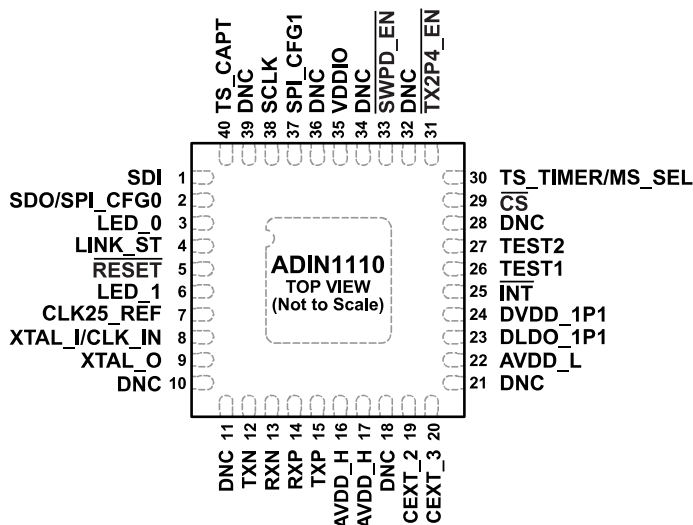 40 TS_CAPT
39 DNC
38 SCLK
37 SPI_CFG1
36 DNC
35 VDDIO
34 DNC
33 SWPD_EN
32 DNC
31 TX2P4_EN
SDI 1
SDO/SPI_CFG0 2
LED_0 3
LINK_ST 4
RESET 5
LED_1 6
CLK25_REF 7
XTAL_I/CLK_IN 8
XTAL_O 9
DNC 10
ADIN1110
TOP VIEW
(Not to Scale)
30 TS_TIMER/MS_SEL
29 CS
28 DNC
27 TEST2
26 TEST1
25 INT
24 DVDD_1P1
23 DLDO_1P1
22 AVDD_L
21 DNC
DNC 11
TXN 12
RXN 13
RXP 14
TXP 15
AVDD_H 16
AVDD_H 17
DNC 18
CEXT_2 19
CEXT_3 20